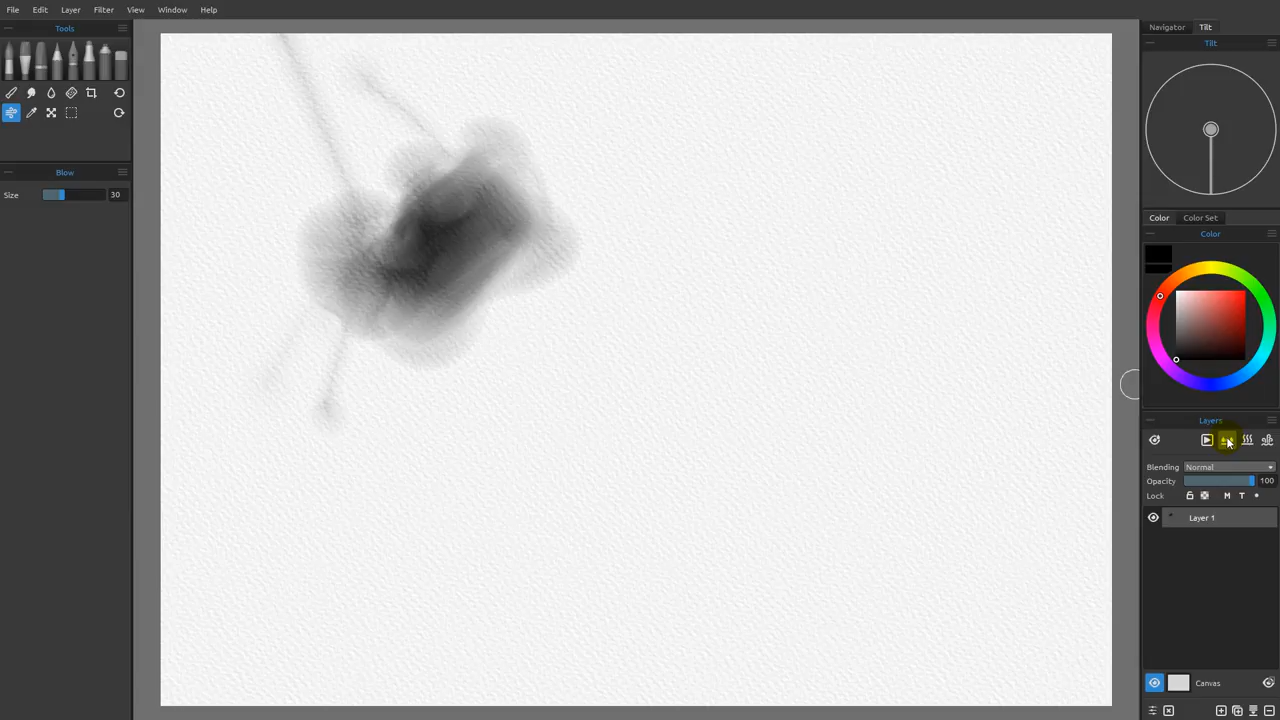 File Edit Layer Filter View Window Help
Tools
Navigator Tilt
Tilt
Blow
Size 30
Color Color Set
Color
Layers
Blending Normal
Opacity 100
Lock M T
Layer 1
Canvas